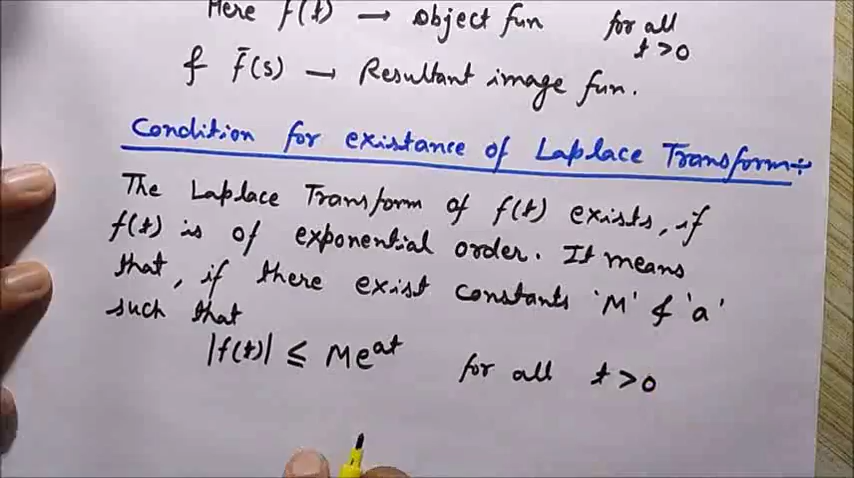 Here f(t) → object fun for all
t > 0
& F̄(s) → Resultant image fun.
Condition for existance of Laplace Transform÷
The Laplace Transform of f(t) exists, if
f(t) is of exponential order. It means
that, if there exist constants 'M' & 'a'
such that
|f(t)| ≤ Me^at for all t > 0